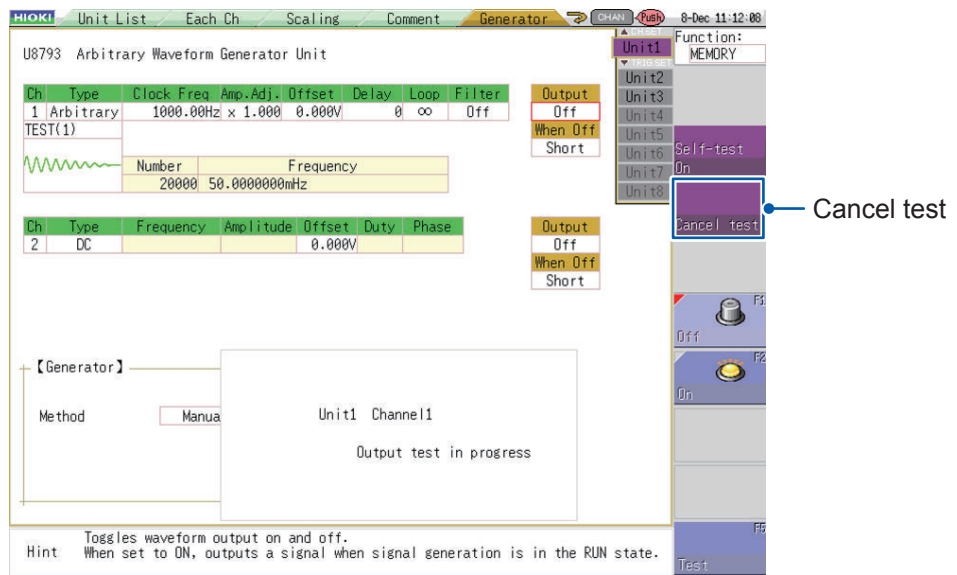 HIOKI Unit List Each Ch Scaling Comment Generator CHAN Push 8-Dec 11:12:08
U8793 Arbitrary Waveform Generator Unit
Ch Type Clock Freq Amp.Adj. Offset Delay Loop Filter Output
1 Arbitrary 1000.00Hz x 1.000 0.000V 0 ∞ Off Off
TEST(1) When Off
Short
Number Frequency
20000 50.0000000mHz
Ch Type Frequency Amplitude Offset Duty Phase Output
2 DC 0.000V Off
When Off
Short
【Generator】
Method Manua
Unit1 Channel1
Output test in progress
Hint Toggles waveform output on and off.
When set to ON, outputs a signal when signal generation is in the RUN state.
▲ CH.SET
Unit1
▼ TRIG.SET
Unit2
Unit3
Unit4
Unit5
Unit6
Unit7
Unit8
Function:
MEMORY
Self-test
On
Cancel test
F1
Off
F2
On
F5
Test
Cancel test